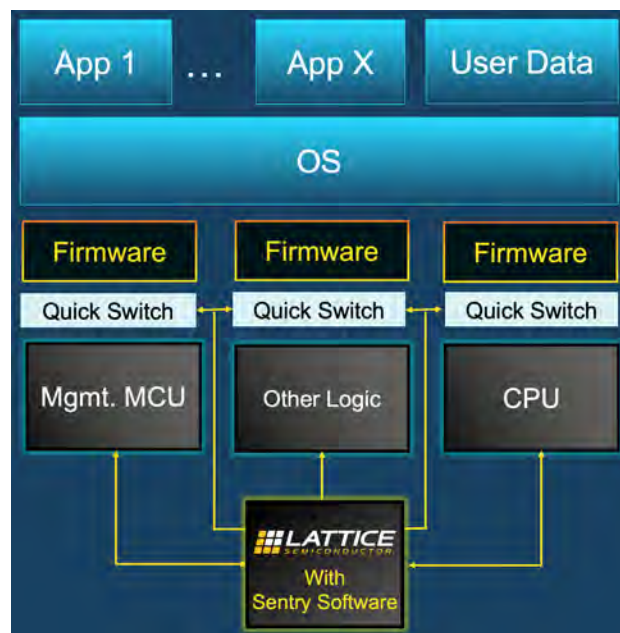 App 1 ... App X User Data
OS
Firmware Firmware Firmware
Quick Switch Quick Switch Quick Switch
Mgmt. MCU Other Logic CPU
LATTICE
SEMICONDUCTOR
With
Sentry Software